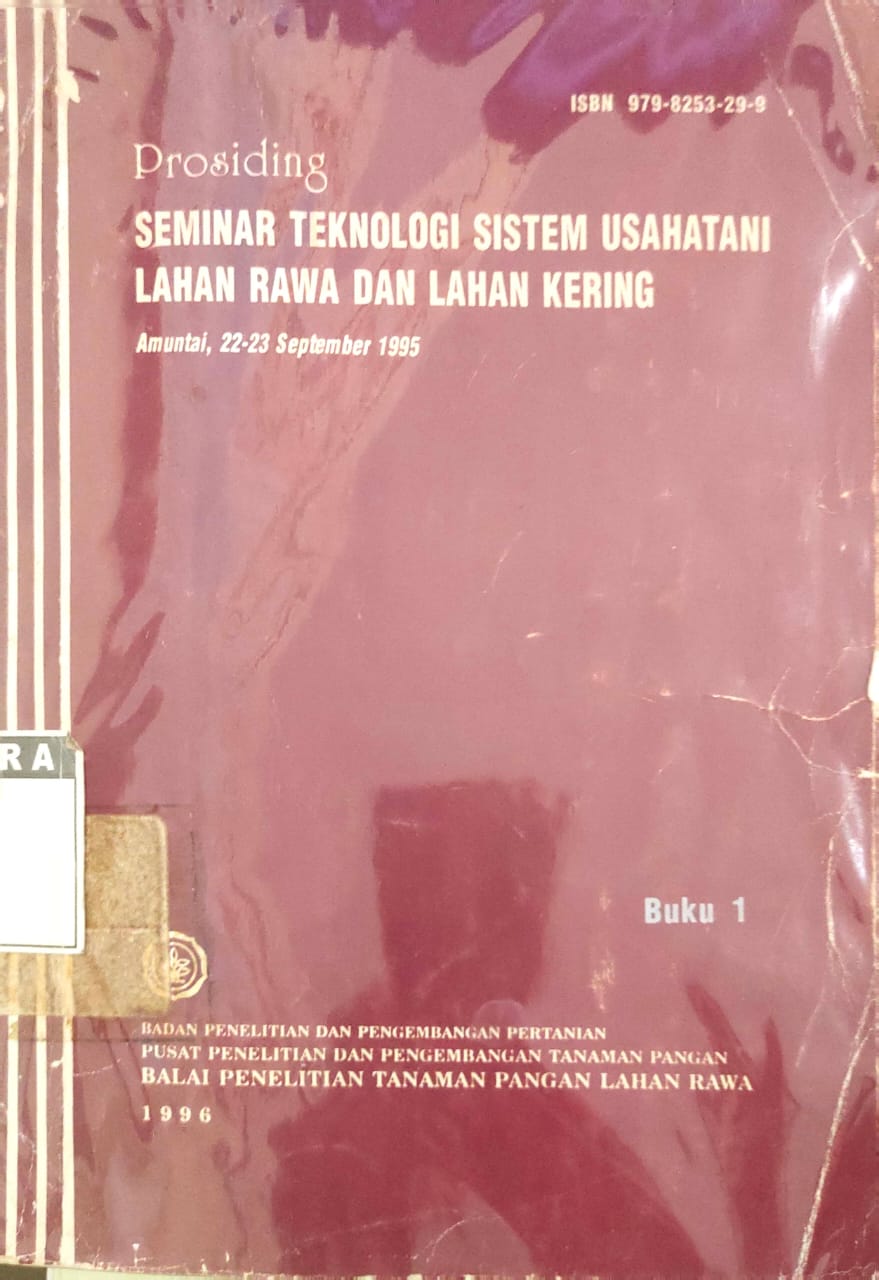 ISBN 979-8253-29-9
Prosiding
SEMINAR TEKNOLOGI SISTEM USAHATANI
LAHAN RAWA DAN LAHAN KERING
Amuntai, 22-23 September 1995
RA
Buku 1
BADAN PENELITIAN DAN PENGEMBANGAN PERTANIAN
PUSAT PENELITIAN DAN PENGEMBANGAN TANAMAN PANGAN
BALAI PENELITIAN TANAMAN PANGAN LAHAN RAWA
1996